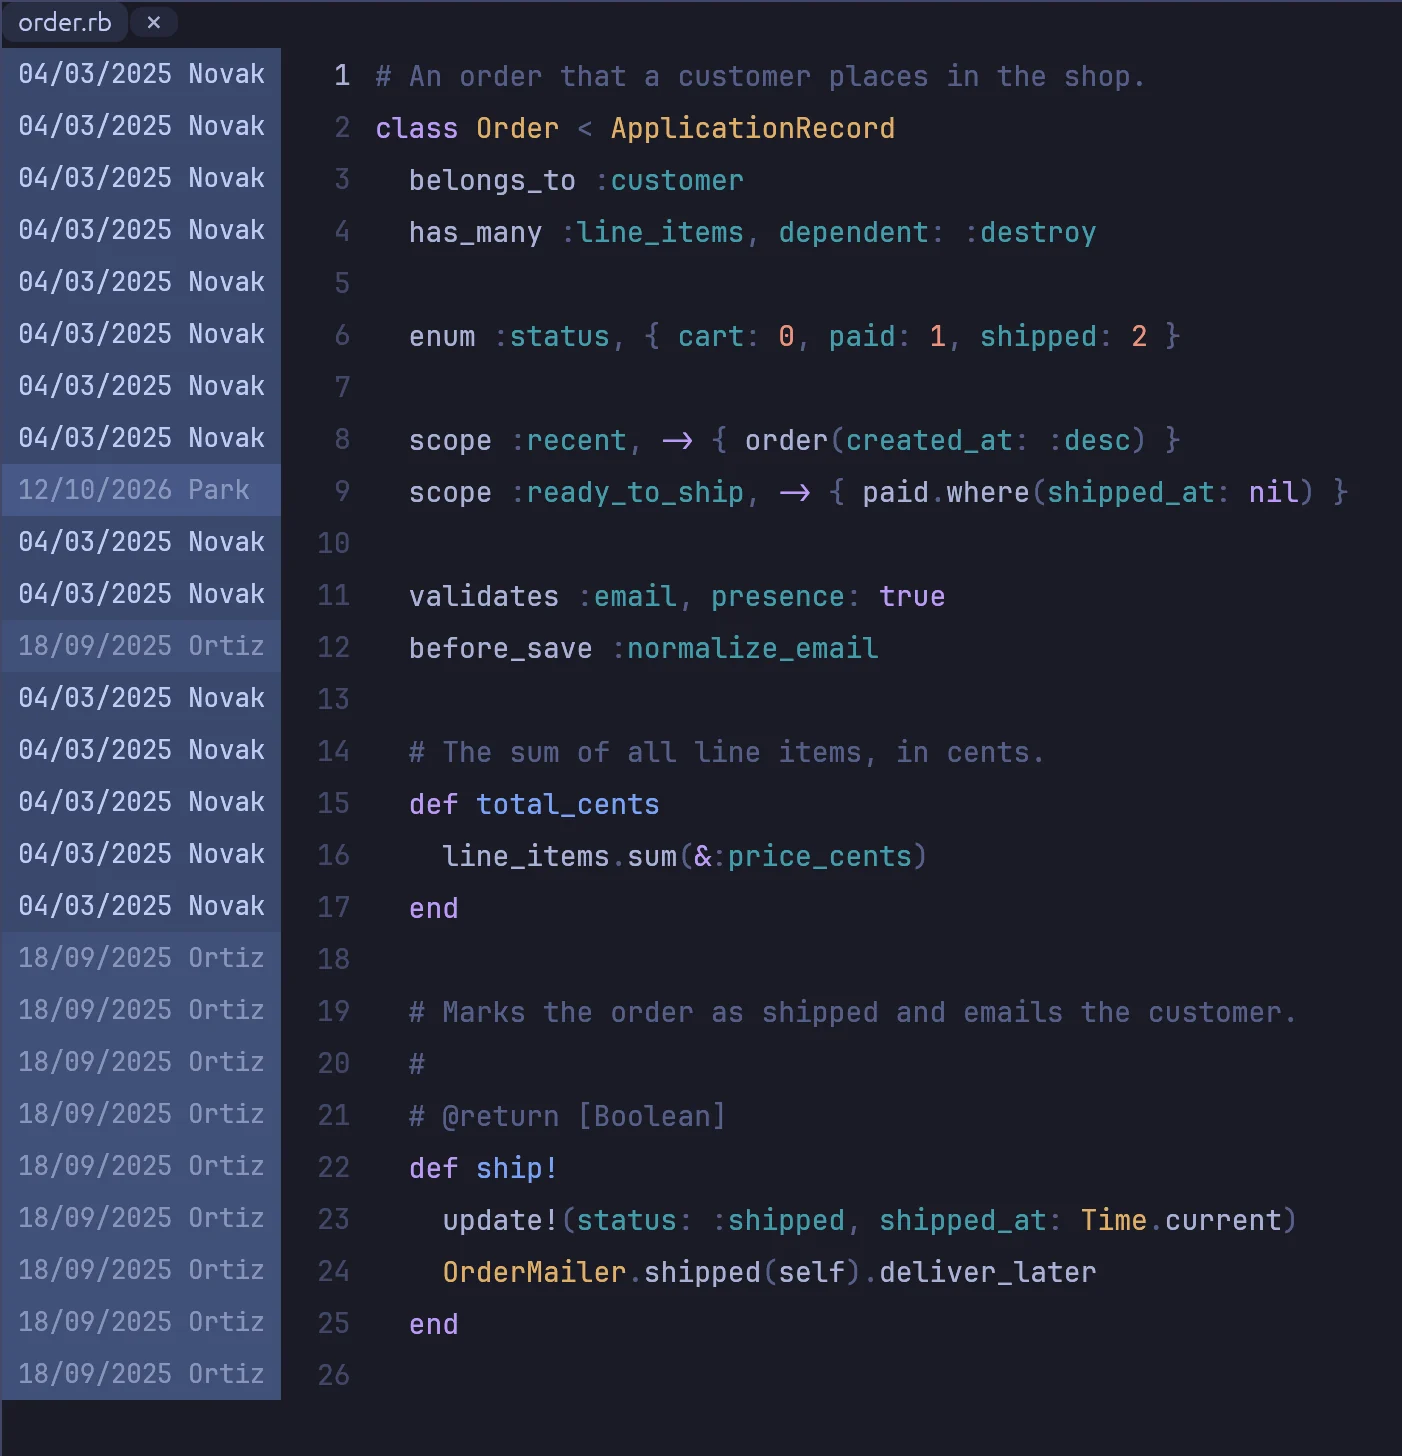 order.rb ×
04/03/2025 Novak 1 # An order that a customer places in the shop.
04/03/2025 Novak 2 class Order < ApplicationRecord
04/03/2025 Novak 3 belongs_to :customer
04/03/2025 Novak 4 has_many :line_items, dependent: :destroy
04/03/2025 Novak 5
04/03/2025 Novak 6 enum :status, { cart: 0, paid: 1, shipped: 2 }
04/03/2025 Novak 7
04/03/2025 Novak 8 scope :recent, -> { order(created_at: :desc) }
12/10/2026 Park 9 scope :ready_to_ship, -> { paid.where(shipped_at: nil) }
04/03/2025 Novak 10
04/03/2025 Novak 11 validates :email, presence: true
18/09/2025 Ortiz 12 before_save :normalize_email
04/03/2025 Novak 13
04/03/2025 Novak 14 # The sum of all line items, in cents.
04/03/2025 Novak 15 def total_cents
04/03/2025 Novak 16 line_items.sum(&:price_cents)
04/03/2025 Novak 17 end
18/09/2025 Ortiz 18
18/09/2025 Ortiz 19 # Marks the order as shipped and emails the customer.
18/09/2025 Ortiz 20 #
18/09/2025 Ortiz 21 # @return [Boolean]
18/09/2025 Ortiz 22 def ship!
18/09/2025 Ortiz 23 update!(status: :shipped, shipped_at: Time.current)
18/09/2025 Ortiz 24 OrderMailer.shipped(self).deliver_later
18/09/2025 Ortiz 25 end
18/09/2025 Ortiz 26